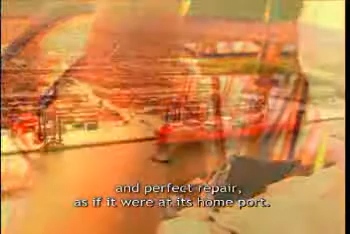 and perfect repair,
as if it were at its home port.